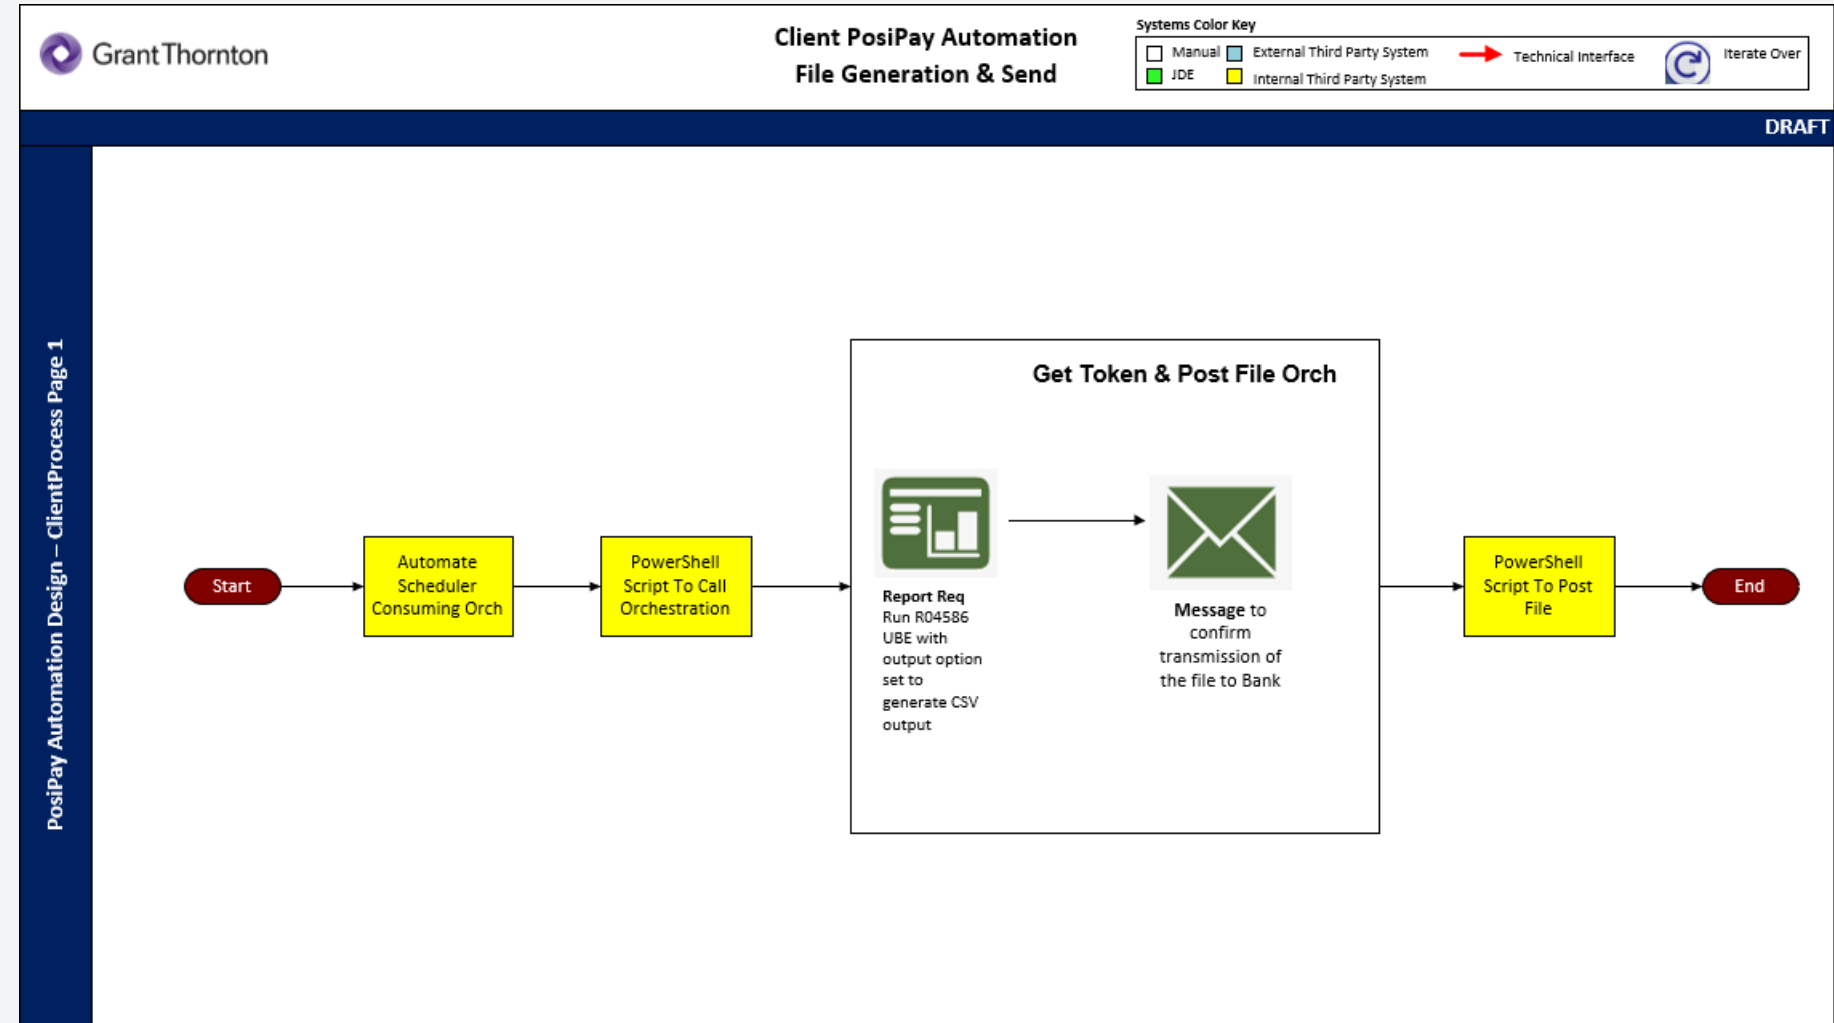 Grant Thornton
Client PosiPay Automation
File Generation & Send
Systems Color Key
Manual
External Third Party System
Technical Interface
Iterate Over
JDE
Internal Third Party System
DRAFT
PosiPay Automation Design – ClientProcess Page 1
Start
Automate
Scheduler
Consuming Orch
PowerShell
Script To Call
Orchestration
Get Token & Post File Orch
Report Req
Run R04586
UBE with
output option
set to
generate CSV
output
Message to
confirm
transmission of
the file to Bank
PowerShell
Script To Post
File
End